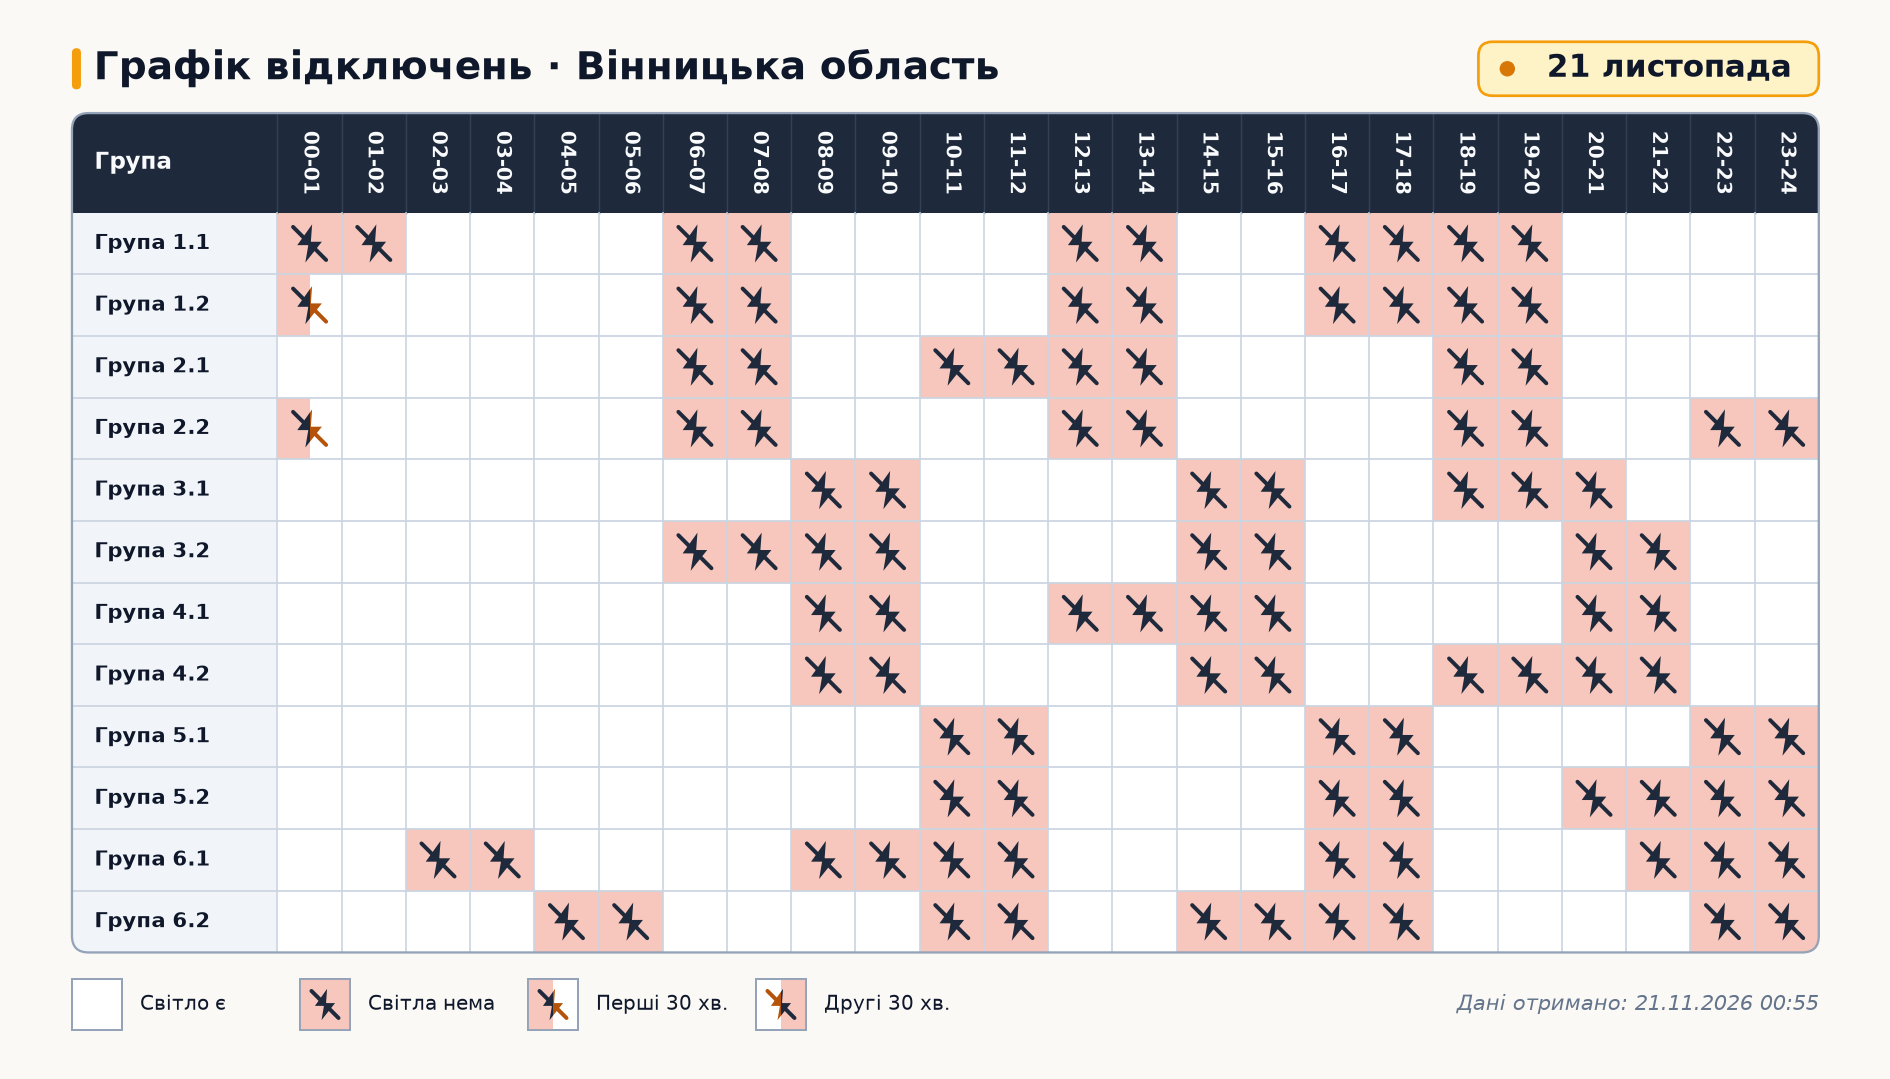 Графік відключень · Вінницька область
21 листопада
Група 00-01 01-02 02-03 03-04 04-05 05-06 06-07 07-08 08-09 09-10 10-11 11-12 12-13 13-14 14-15 15-16 16-17 17-18 18-19 19-20 20-21 21-22 22-23 23-24
Група 1.1
Група 1.2
Група 2.1
Група 2.2
Група 3.1
Група 3.2
Група 4.1
Група 4.2
Група 5.1
Група 5.2
Група 6.1
Група 6.2
Світло є Світла нема Перші 30 хв. Другі 30 хв.
Дані отримано: 21.11.2026 00:55